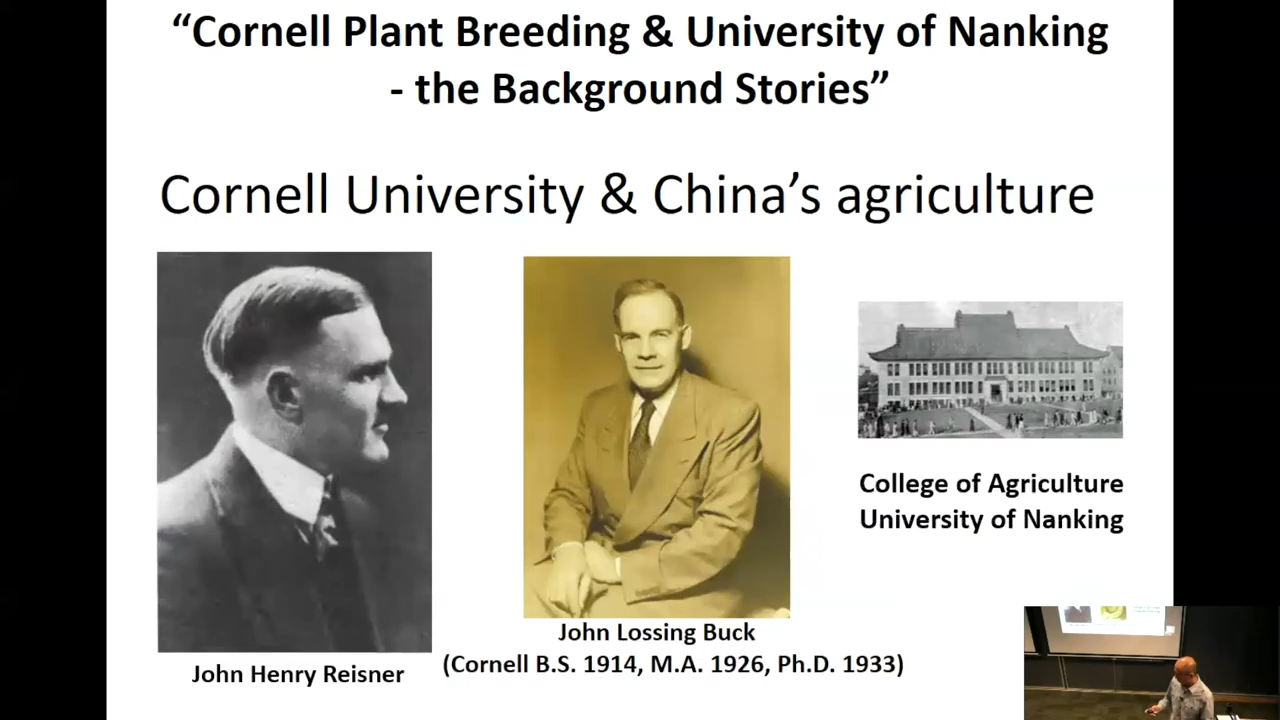 “Cornell Plant Breeding & University of Nanking
- the Background Stories”
Cornell University & China’s agriculture
College of Agriculture
University of Nanking
John Lossing Buck
(Cornell B.S. 1914, M.A. 1926, Ph.D. 1933)
John Henry Reisner